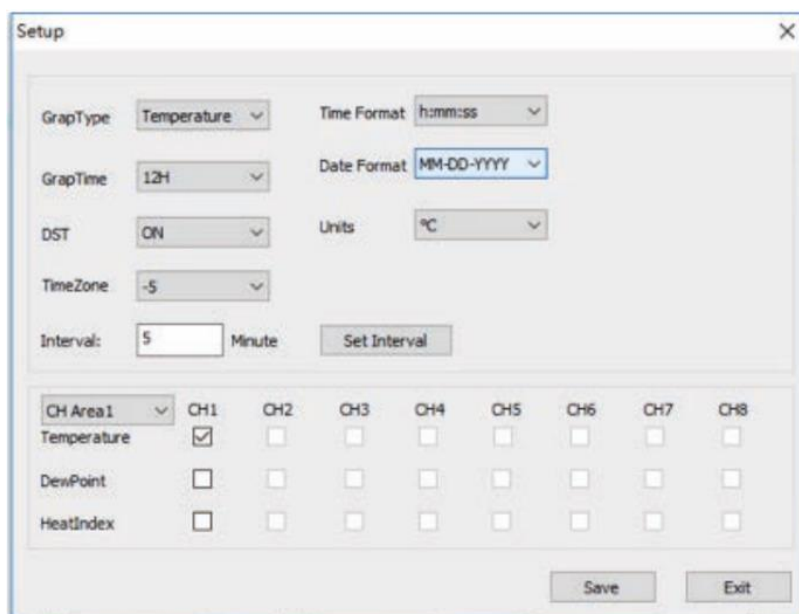 Setup
GrapType Temperature Time Format h:mm:ss
GrapTime 12H Date Format MM-DD-YYYY
DST ON Units °C
TimeZone -5
Interval: 5 Minute Set Interval
CH Area1 CH1 CH2 CH3 CH4 CH5 CH6 CH7 CH8
Temperature
DewPoint
HeatIndex
Save Exit